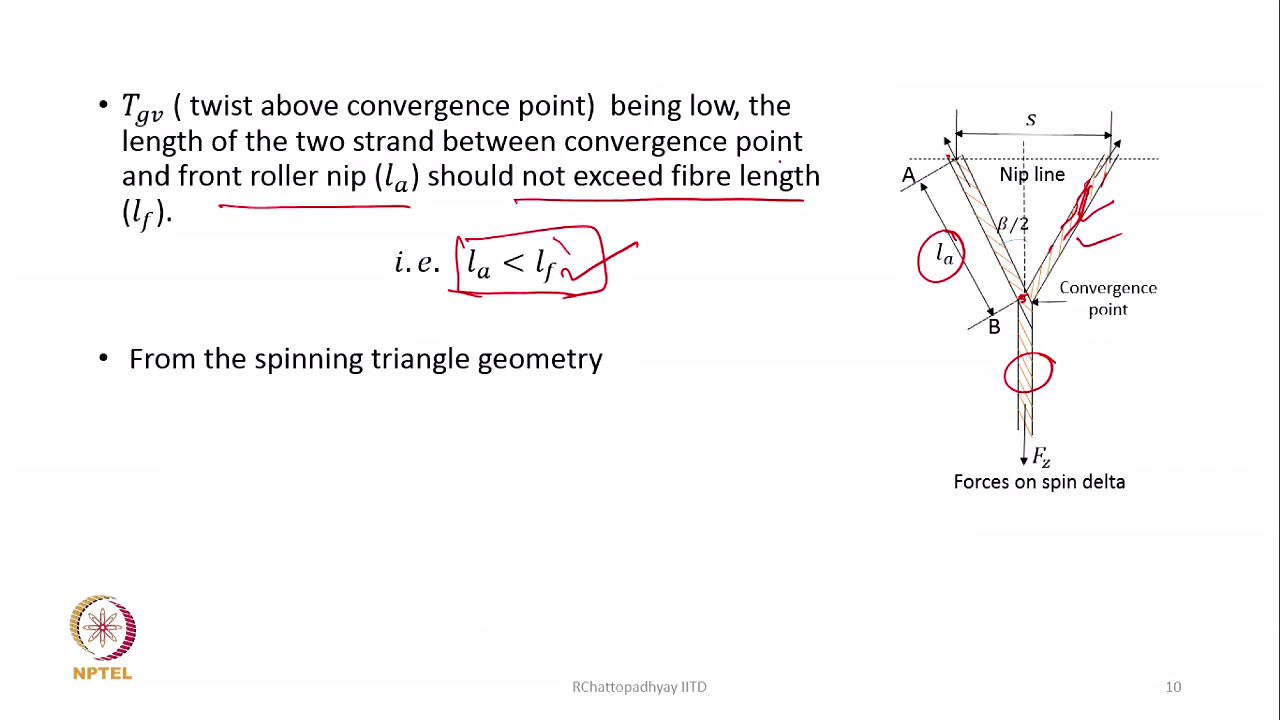 • T_gv ( twist above convergence point) being low, the
length of the two strand between convergence point
and front roller nip (l_a) should not exceed fibre length
(l_f).
i.e. l_a < l_f
• From the spinning triangle geometry
s
A
Nip line
β/2
l_a
Convergence
point
B
F_z
Forces on spin delta
NPTEL
RChattopadhyay IITD
10